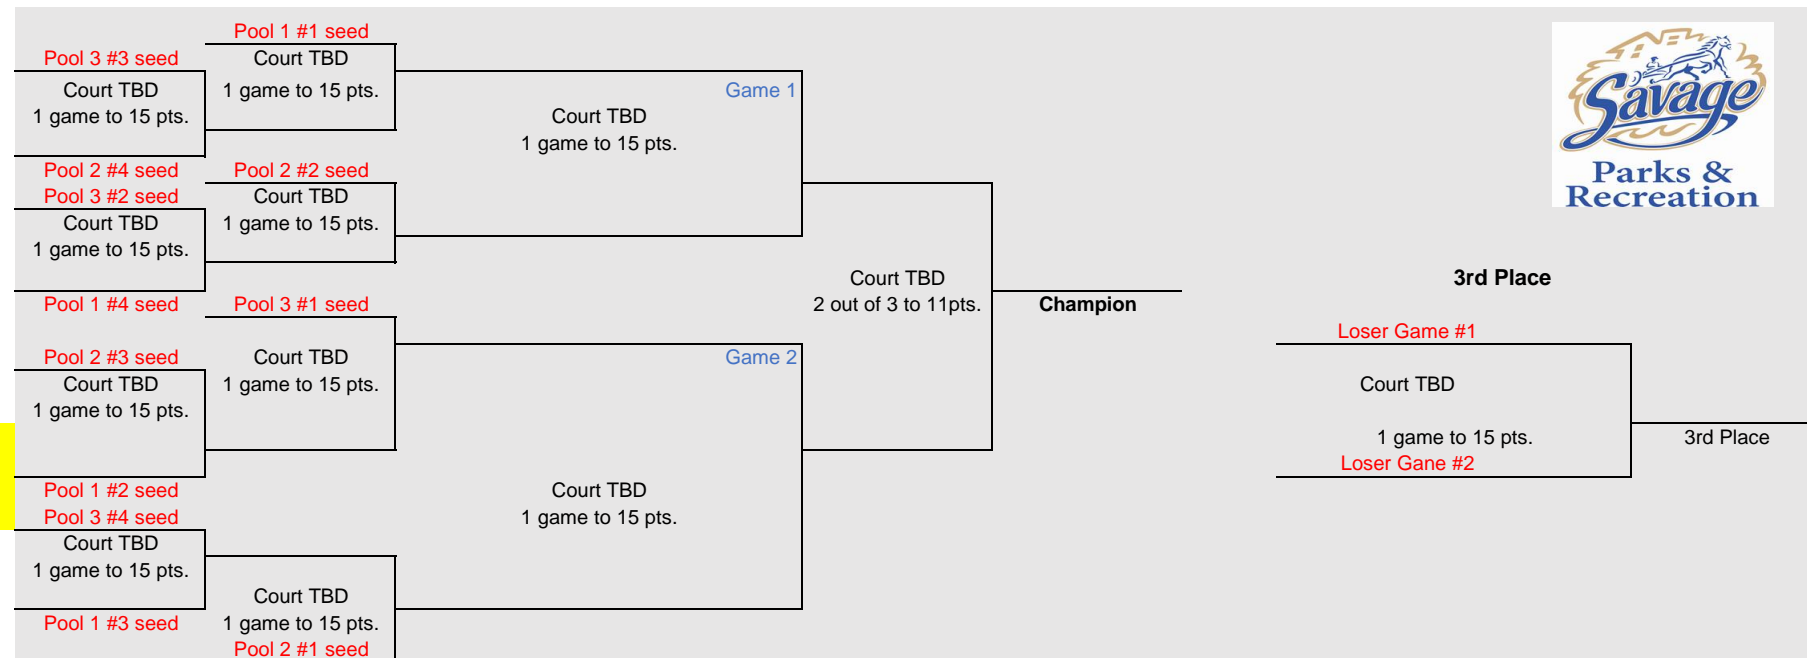 Pool 1 #1 seed
Pool 3 #3 seed
Court TBD
Court TBD
1 game to 15 pts.
Game 1
1 game to 15 pts.
Court TBD
1 game to 15 pts.
Pool 2 #4 seed
Pool 2 #2 seed
Pool 3 #2 seed
Court TBD
Court TBD
1 game to 15 pts.
1 game to 15 pts.
Savage
Parks &
Recreation
Court TBD
3rd Place
Pool 1 #4 seed
Pool 3 #1 seed
2 out of 3 to 11pts.
Champion
Loser Game #1
Pool 2 #3 seed
Court TBD
Game 2
Court TBD
1 game to 15 pts.
Court TBD
1 game to 15 pts.
1 game to 15 pts.
3rd Place
Loser Gane #2
Pool 1 #2 seed
Court TBD
Pool 3 #4 seed
1 game to 15 pts.
Court TBD
1 game to 15 pts.
Court TBD
Pool 1 #3 seed
1 game to 15 pts.
Pool 2 #1 seed